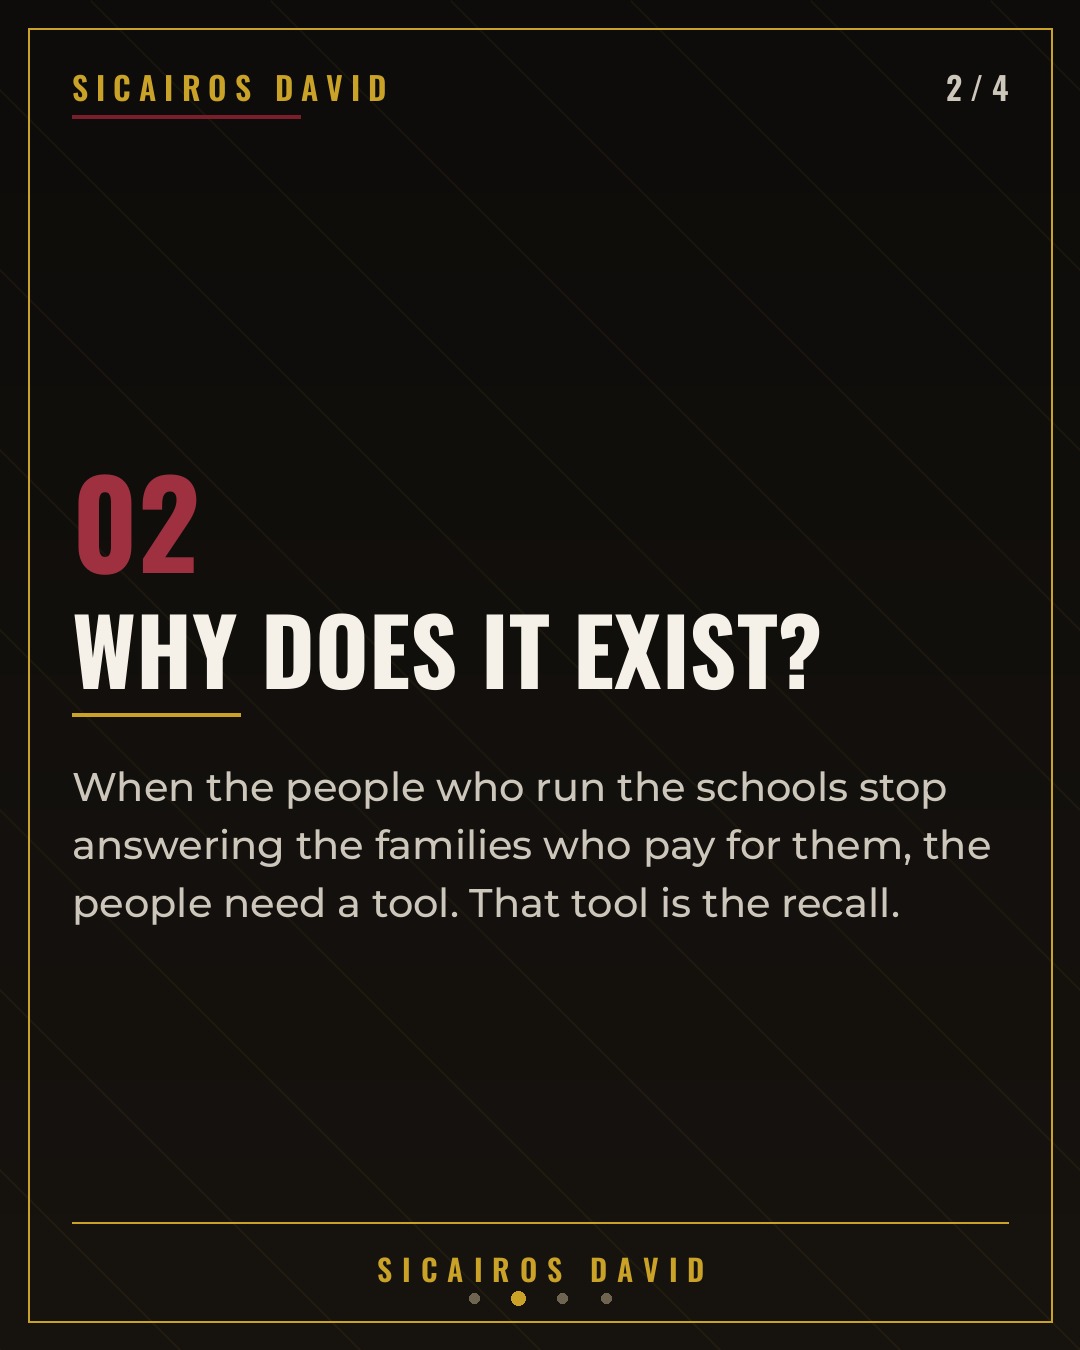 SICAIROS DAVID
2 / 4
02
WHY DOES IT EXIST?
When the people who run the schools stop
answering the families who pay for them, the
people need a tool. That tool is the recall.
SICAIROS DAVID